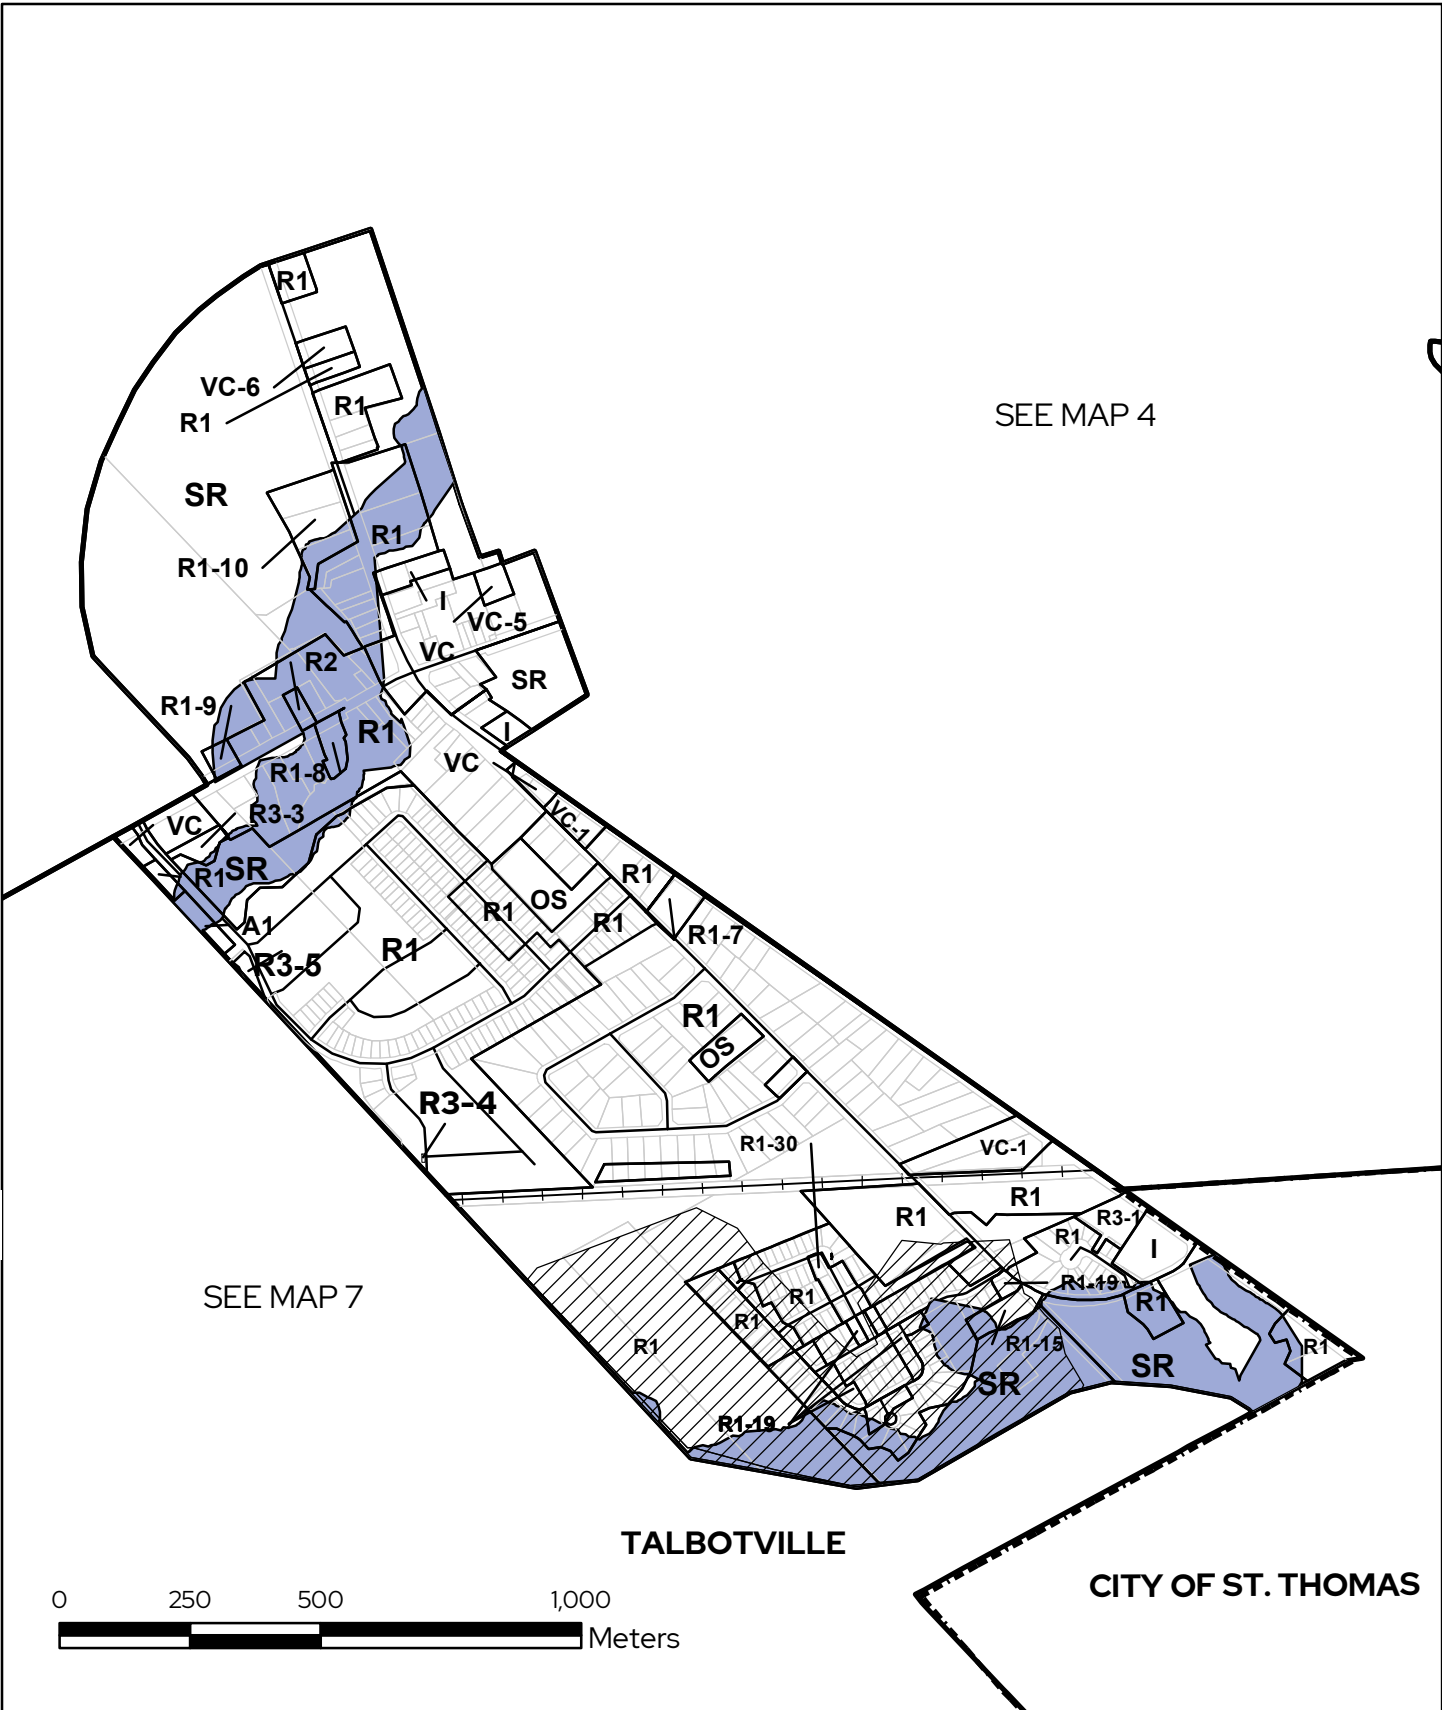 R1
VC-6
R1
R1
SEE MAP 4
SR
R1
R1-10
I
VC-5
VC
R2
SR
R1-9
R1
I
VC
R1-8
R3-3
VC
VC-1
SR
R1
R1
OS
R1
R1
A1
R1-7
R1
R3-5
R1
OS
R3-4
R1-30
VC-1
R1
R1
R3-1
R1
I
R1-19
SEE MAP 7
R1
R1
R1
R1
R1-15
R1
SR
SR
R1-19
TALBOTVILLE
CITY OF ST. THOMAS
0 250 500 1,000
Meters